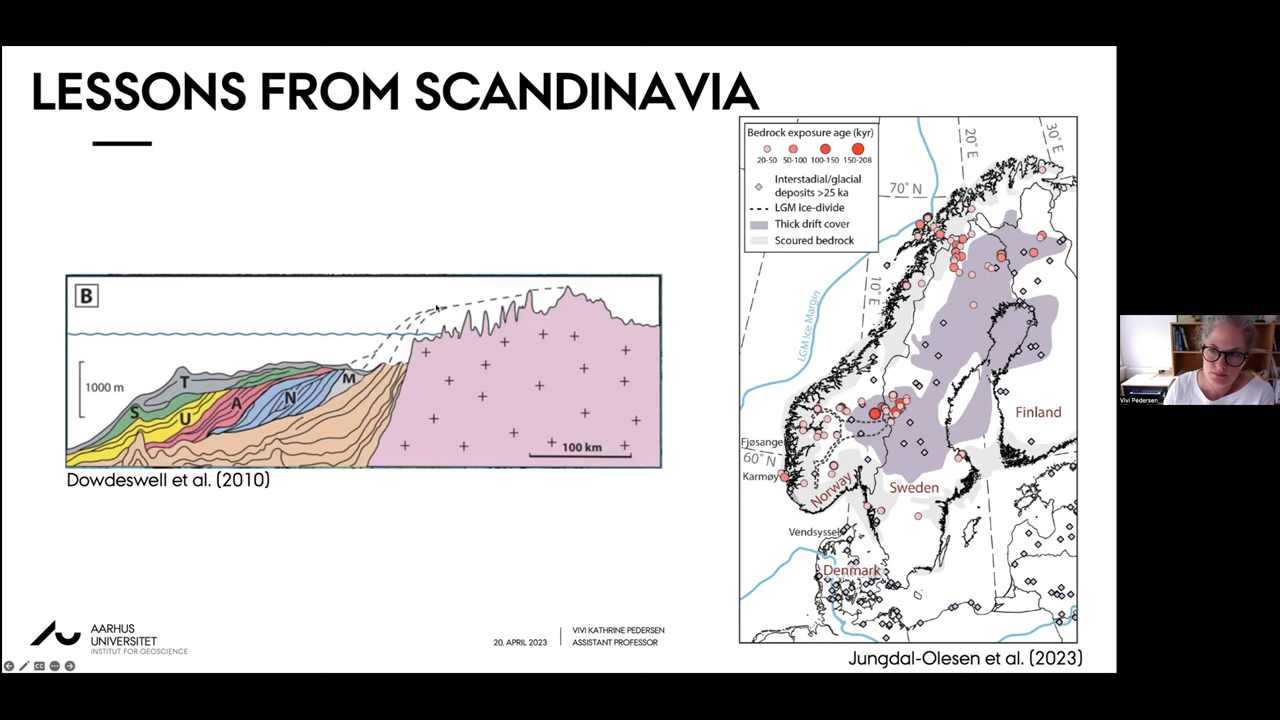 LESSONS FROM SCANDINAVIA
B
T
S
U
A
N
M
1000 m
100 km
Dowdeswell et al. (2010)
Bedrock exposure age (kyr)
20-50 50-100 100-150 150-208
Interstadial/glacial
deposits >25 ka
LGM ice-divide
Thick drift cover
Scoured bedrock
70° N
20° E
30° E
10° E
LGM Ice Margin
Fjøsange
60° N
Karmøy
Norway
Sweden
Finland
Vendsyssel
Denmark
Jungdal-Olesen et al. (2023)
AARHUS
UNIVERSITET
INSTITUT FOR GEOSCIENCE
20. APRIL 2023
VIVI KATHRINE PEDERSEN
ASSISTANT PROFESSOR
Vivi Pedersen